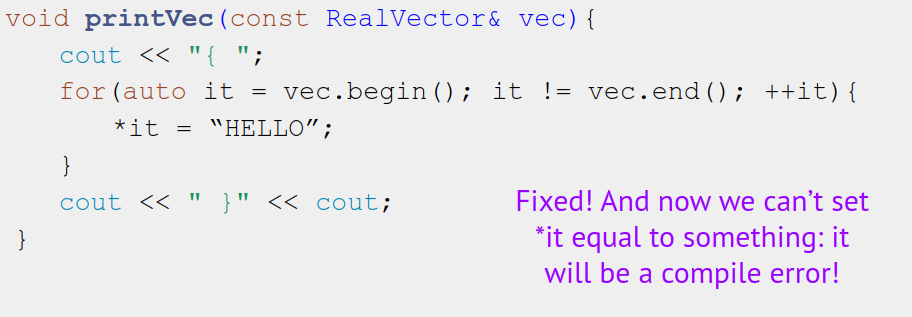 void printVec(const RealVector& vec){
cout << "{ ";
for(auto it = vec.begin(); it != vec.end(); ++it){
*it = “HELLO”;
}
cout << " }" << cout;
}
Fixed! And now we can’t set
*it equal to something: it
will be a compile error!